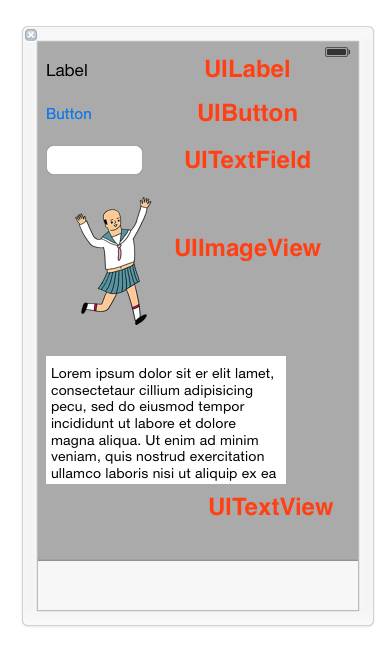 Label
UILabel
Button
UIButton
UITextField
UIImageView
Lorem ipsum dolor sit er elit lamet,
consectetaur cillium adipisicing
pecu, sed do eiusmod tempor
incididunt ut labore et dolore
magna aliqua. Ut enim ad minim
veniam, quis nostrud exercitation
ullamco laboris nisi ut aliquip ex ea
UITextView